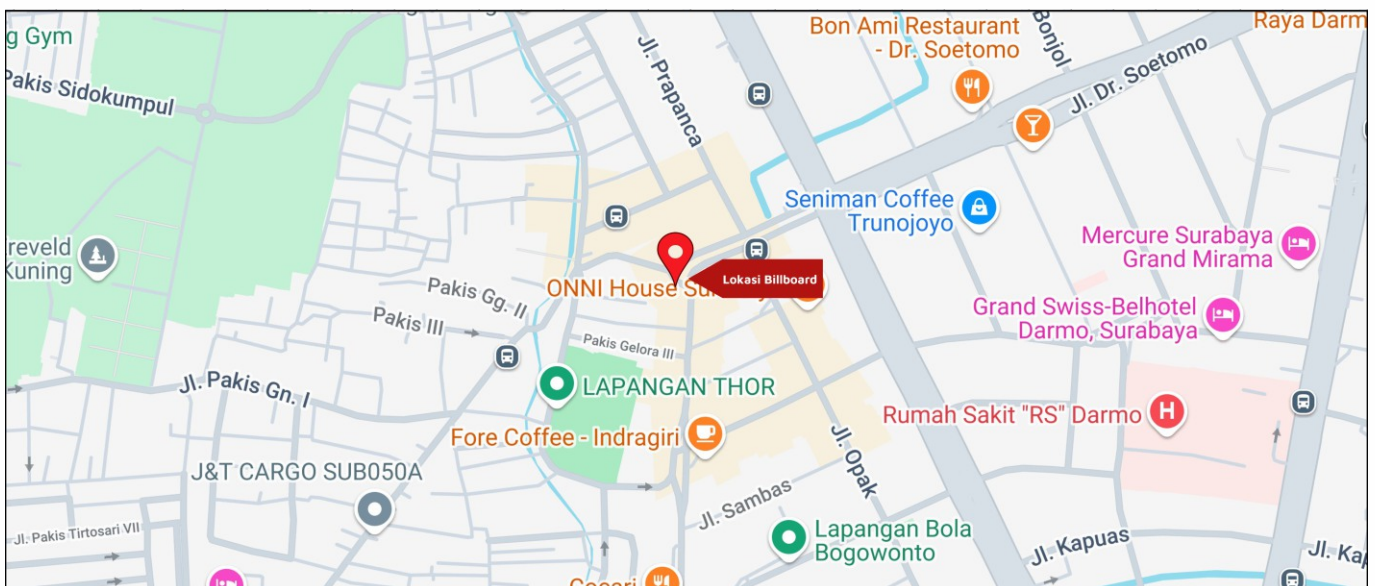 g Gym
Pakis Sidokumpul
Jl. Prapanca
Bon Ami Restaurant
- Dr. Soetomo
Bonjol
Jl. Dr. Soetomo
Raya Darm
Seniman Coffee
Trunojoyo
Mercure Surabaya
Grand Mirama
reveld
Kuning
Lokasi Billboard
ONNI House Su
Pakis Gg. II
Pakis III
Pakis Gelora III
Grand Swiss-Belhotel
Darmo, Surabaya
Jl. Pakis Gn. I
LAPANGAN THOR
Rumah Sakit "RS" Darmo
H
Fore Coffee - Indragiri
Jl. Opak
J&T CARGO SUB050A
Jl. Sambas
Jl. Pakis Tirtosari VII
Lapangan Bola
Bogowonto
Jl. Kapuas
Jl. Kap